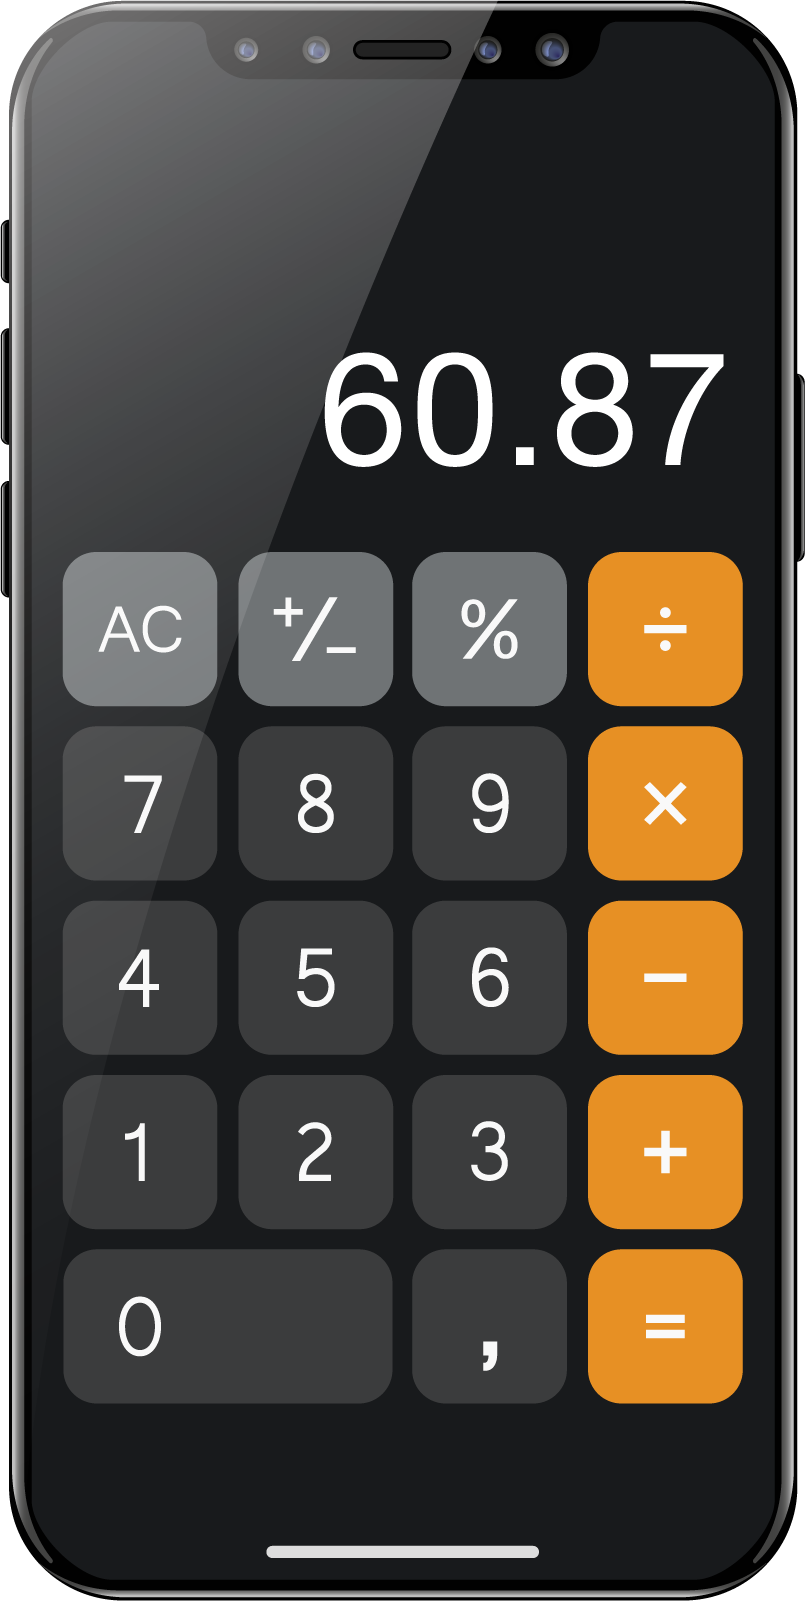 60.87
AC +/− % ÷
7 8 9 ×
4 5 6 −
1 2 3 +
0 , =